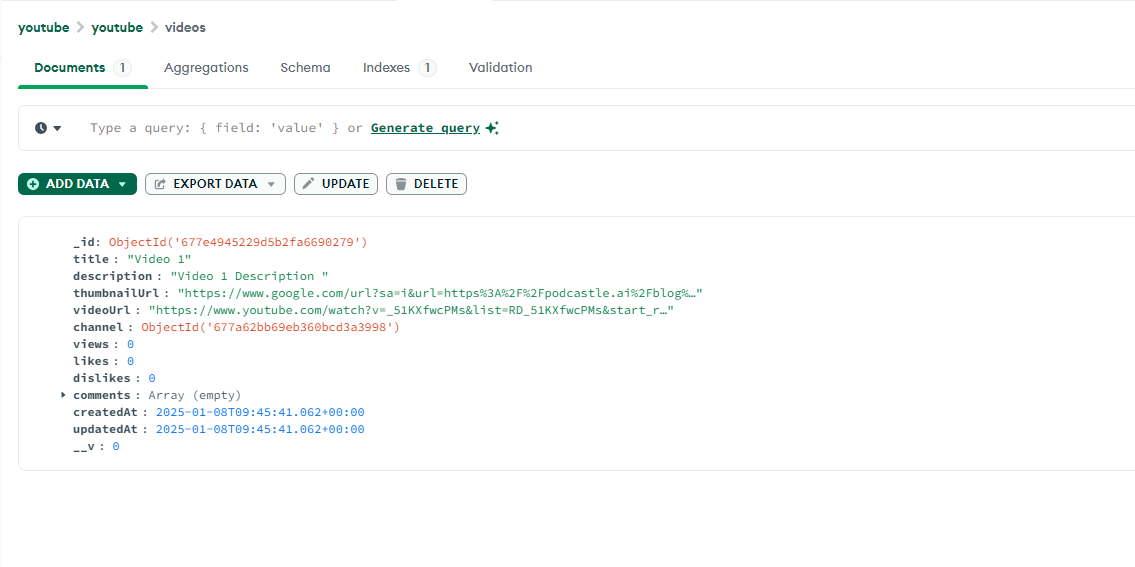 youtube > youtube > videos
Documents 1 Aggregations Schema Indexes 1 Validation
Type a query: { field: 'value' } or Generate query
ADD DATA EXPORT DATA UPDATE DELETE
_id: ObjectId('677e4945229d5b2fa6690279')
title : "Video 1"
description : "Video 1 Description "
thumbnailUrl : "https://www.google.com/url?sa=i&url=https%3A%2F%2Fpodcastle.ai%2Fblog%…"
videoUrl : "https://www.youtube.com/watch?v=_51KXfwcPMs&list=RD_51KXfwcPMs&start_r…"
channel : ObjectId('677a62bb69eb360bcd3a3998')
views : 0
likes : 0
dislikes : 0
comments : Array (empty)
createdAt : 2025-01-08T09:45:41.062+00:00
updatedAt : 2025-01-08T09:45:41.062+00:00
__v : 0